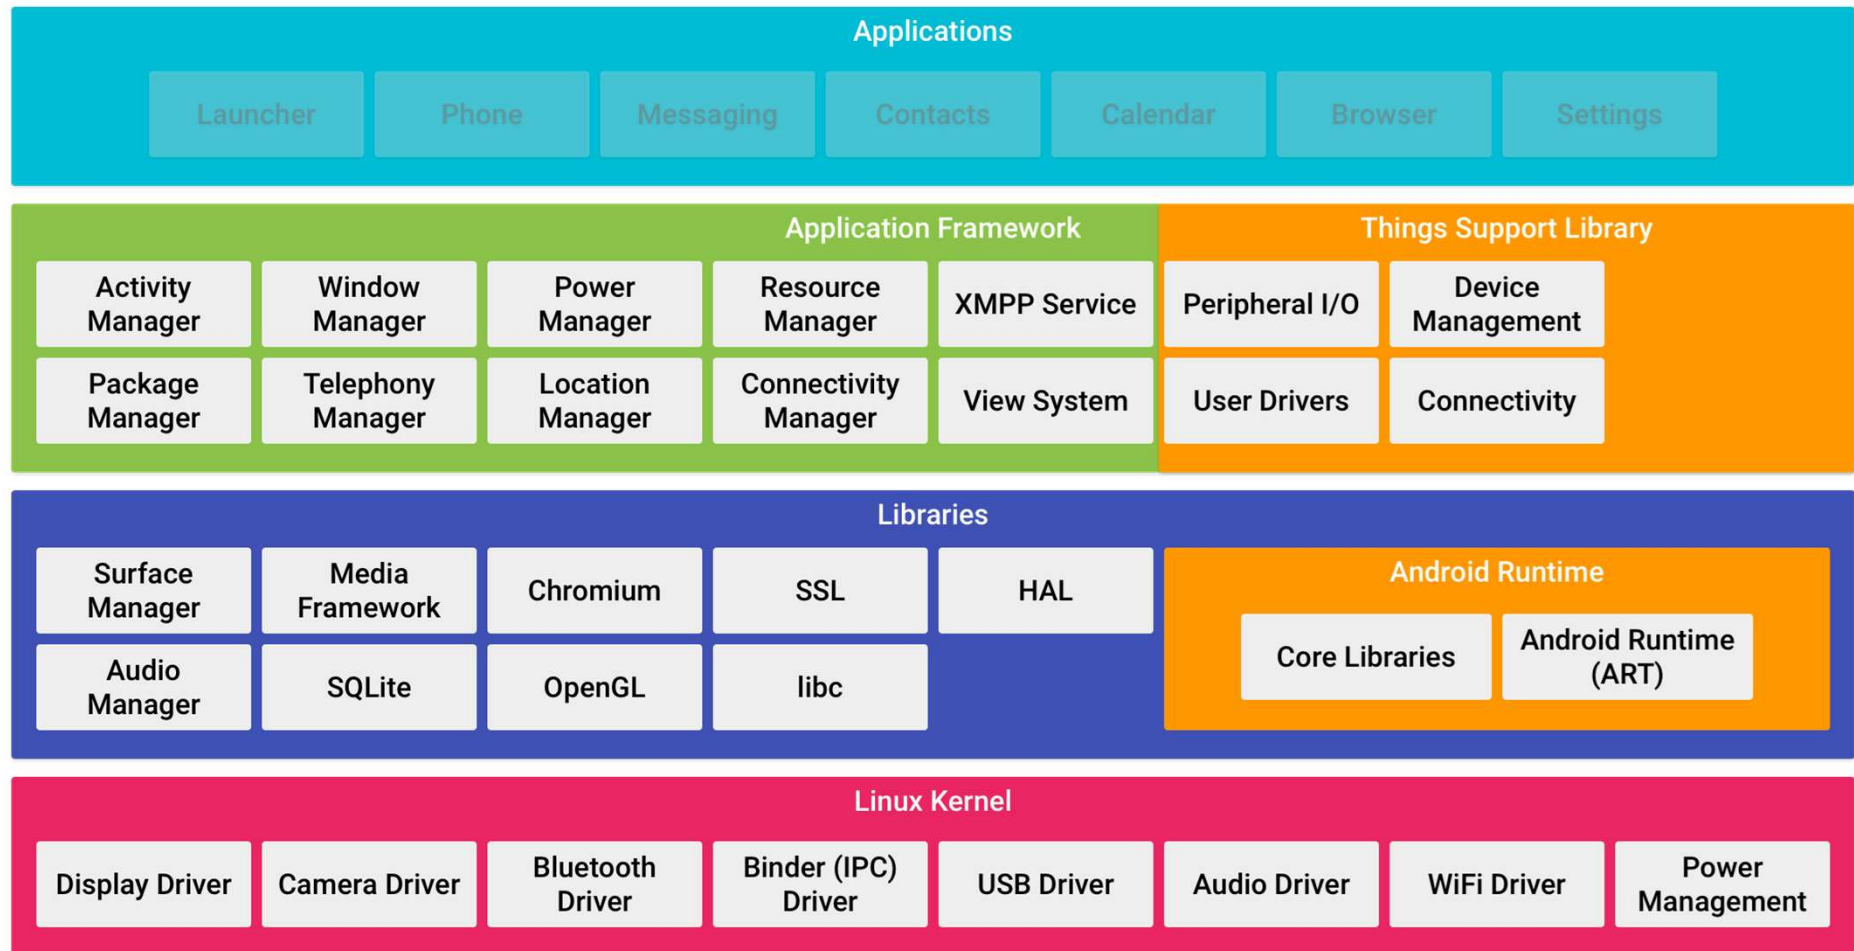 Applications
Launcher
Phone
Messaging
Contacts
Calendar
Browser
Settings
Application Framework
Activity
Manager
Window
Manager
Power
Manager
Resource
Manager
XMPP Service
Package
Manager
Telephony
Manager
Location
Manager
Connectivity
Manager
View System
Things Support Library
Peripheral I/O
Device
Management
User Drivers
Connectivity
Libraries
Surface
Manager
Media
Framework
Chromium
SSL
HAL
Audio
Manager
SQLite
OpenGL
libc
Android Runtime
Core Libraries
Android Runtime
(ART)
Linux Kernel
Display Driver
Camera Driver
Bluetooth
Driver
Binder (IPC)
Driver
USB Driver
Audio Driver
WiFi Driver
Power
Management